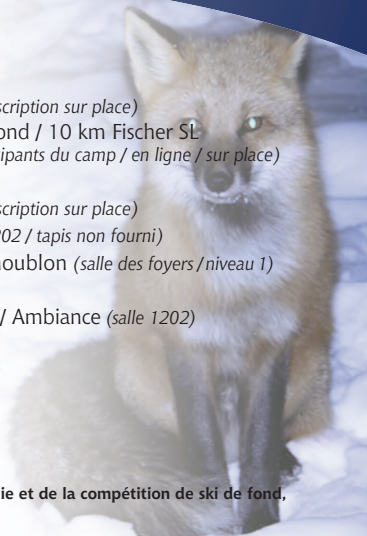 scription sur place)
ond / 10 km Fischer SL
ipants du camp / en ligne / sur place)
scription sur place)
02 / tapis non fourni)
oublon (salle des foyers / niveau 1)
/ Ambiance (salle 1202)
ie et de la compétition de ski de fond,